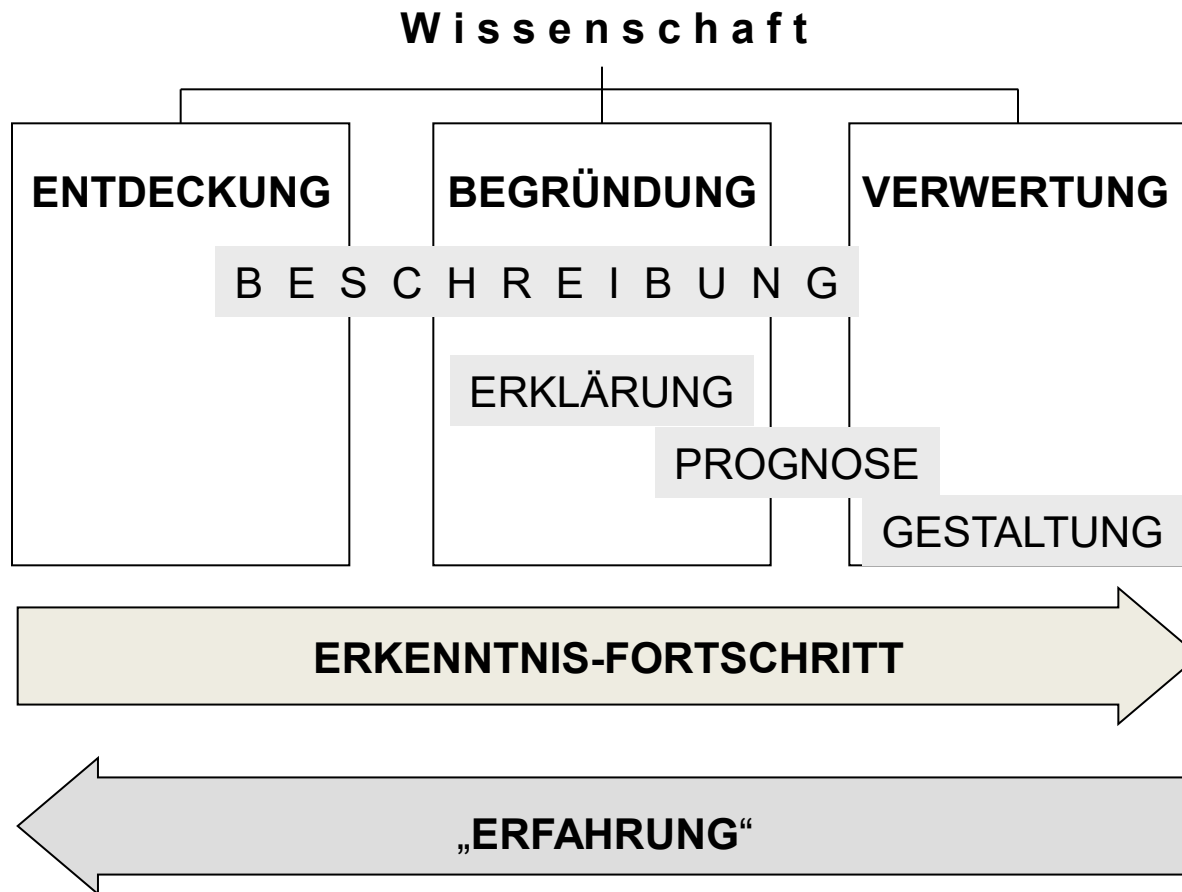 Wissenschaft
ENTDECKUNG BEGRÜNDUNG VERWERTUNG
BESCHREIBUNG
ERKLÄRUNG
PROGNOSE
GESTALTUNG
ERKENNTNIS-FORTSCHRITT
„ERFAHRUNG“